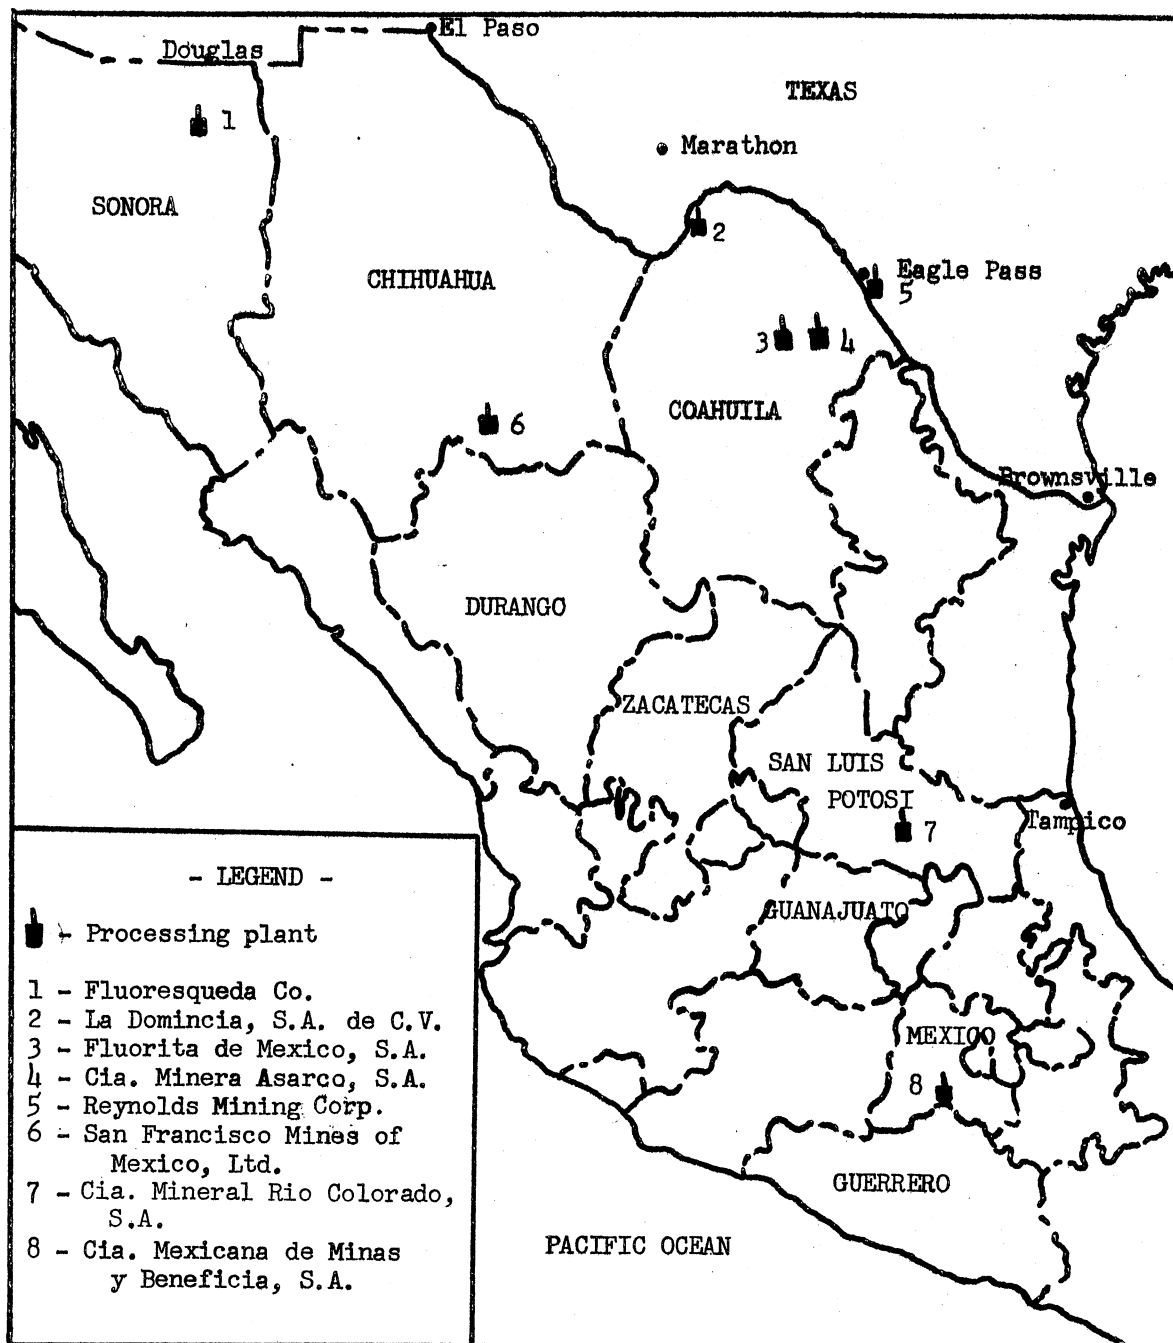 El Paso
Douglas
TEXAS
1
Marathon
SONORA
2
CHIHUAHUA
Eagle Pass
5
3
4
COAHUILA
6
Brownsville
DURANGO
ZACATECAS
SAN LUIS
POTOSI
Tampico
7
GUANAJUATO
MEXICO
8
GUERRERO
PACIFIC OCEAN
- LEGEND -
- Processing plant
1 - Fluoresqueda Co.
2 - La Domincia, S.A. de C.V.
3 - Fluorita de Mexico, S.A.
4 - Cia. Minera Asarco, S.A.
5 - Reynolds Mining Corp.
6 - San Francisco Mines of
Mexico, Ltd.
7 - Cia. Mineral Rio Colorado,
S.A.
8 - Cia. Mexicana de Minas
y Beneficia, S.A.